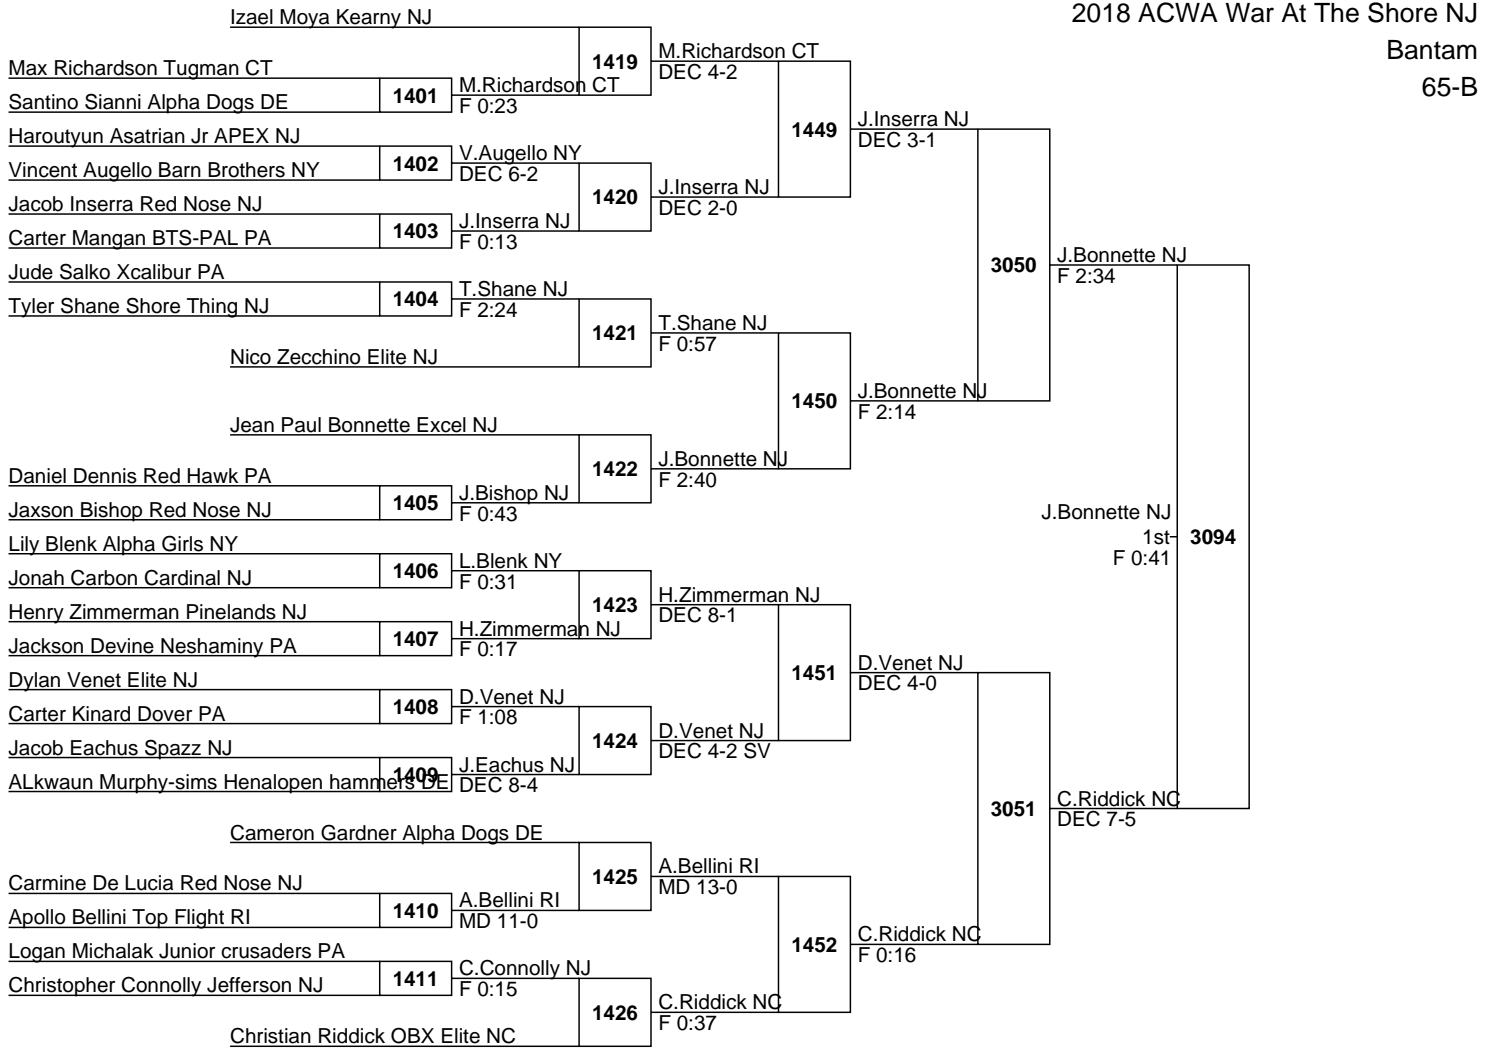 2018 ACWA War At The Shore NJ
Bantam
65-B
Izael Moya Kearny NJ
Max Richardson Tugman CT
Santino Sianni Alpha Dogs DE
Haroutyun Asatrian Jr APEX NJ
Vincent Augello Barn Brothers NY
Jacob Inserra Red Nose NJ
Carter Mangan BTS-PAL PA
Jude Salko Xcalibur PA
Tyler Shane Shore Thing NJ
Nico Zecchino Elite NJ
Jean Paul Bonnette Excel NJ
Daniel Dennis Red Hawk PA
Jaxson Bishop Red Nose NJ
Lily Blenk Alpha Girls NY
Jonah Carbon Cardinal NJ
Henry Zimmerman Pinelands NJ
Jackson Devine Neshaminy PA
Dylan Venet Elite NJ
Carter Kinard Dover PA
Jacob Eachus Spazz NJ
ALkwaun Murphy-sims Henalopen hammers DE
Cameron Gardner Alpha Dogs DE
Carmine De Lucia Red Nose NJ
Apollo Bellini Top Flight RI
Logan Michalak Junior crusaders PA
Christopher Connolly Jefferson NJ
Christian Riddick OBX Elite NC
1401
M.Richardson CT
F 0:23
1402
V.Augello NY
DEC 6-2
1403
J.Inserra NJ
F 0:13
1404
T.Shane NJ
F 2:24
1405
J.Bishop NJ
F 0:43
1406
L.Blenk NY
F 0:31
1407
H.Zimmerman NJ
F 0:17
1408
D.Venet NJ
F 1:08
1409
J.Eachus NJ
DEC 8-4
1410
A.Bellini RI
MD 11-0
1411
C.Connolly NJ
F 0:15
1419
M.Richardson CT
DEC 4-2
1420
J.Inserra NJ
DEC 2-0
1421
T.Shane NJ
F 0:57
1422
J.Bonnette NJ
F 2:40
1423
H.Zimmerman NJ
DEC 8-1
1424
D.Venet NJ
DEC 4-2 SV
1425
A.Bellini RI
MD 13-0
1426
C.Riddick NC
F 0:37
1449
J.Inserra NJ
DEC 3-1
1450
J.Bonnette NJ
F 2:14
1451
D.Venet NJ
DEC 4-0
1452
C.Riddick NC
F 0:16
3050
J.Bonnette NJ
F 2:34
3051
C.Riddick NC
DEC 7-5
J.Bonnette NJ
1st
F 0:41
3094